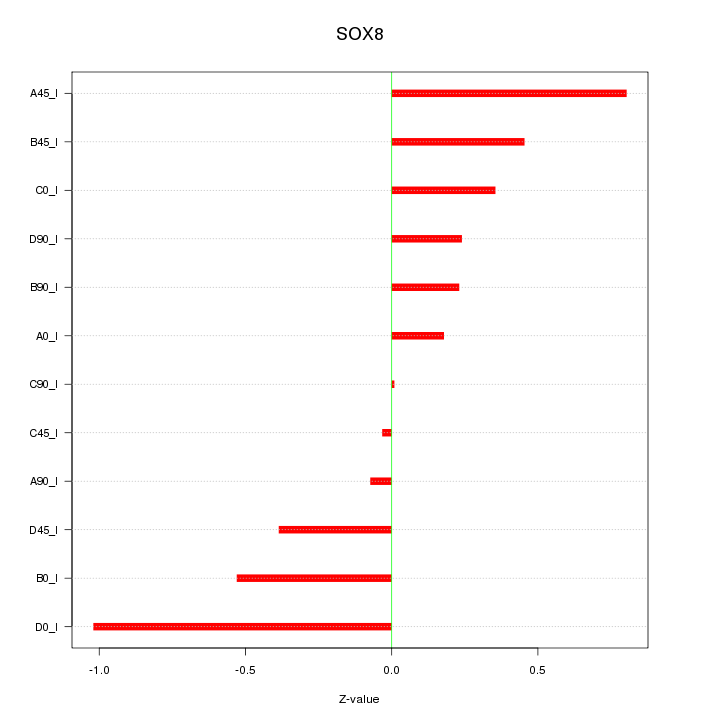 SOX8
A45_I
B45_I
C0_I
D90_I
B90_I
A0_I
C90_I
C45_I
A90_I
D45_I
B0_I
D0_I
-1.0 -0.5 0.0 0.5
Z-value